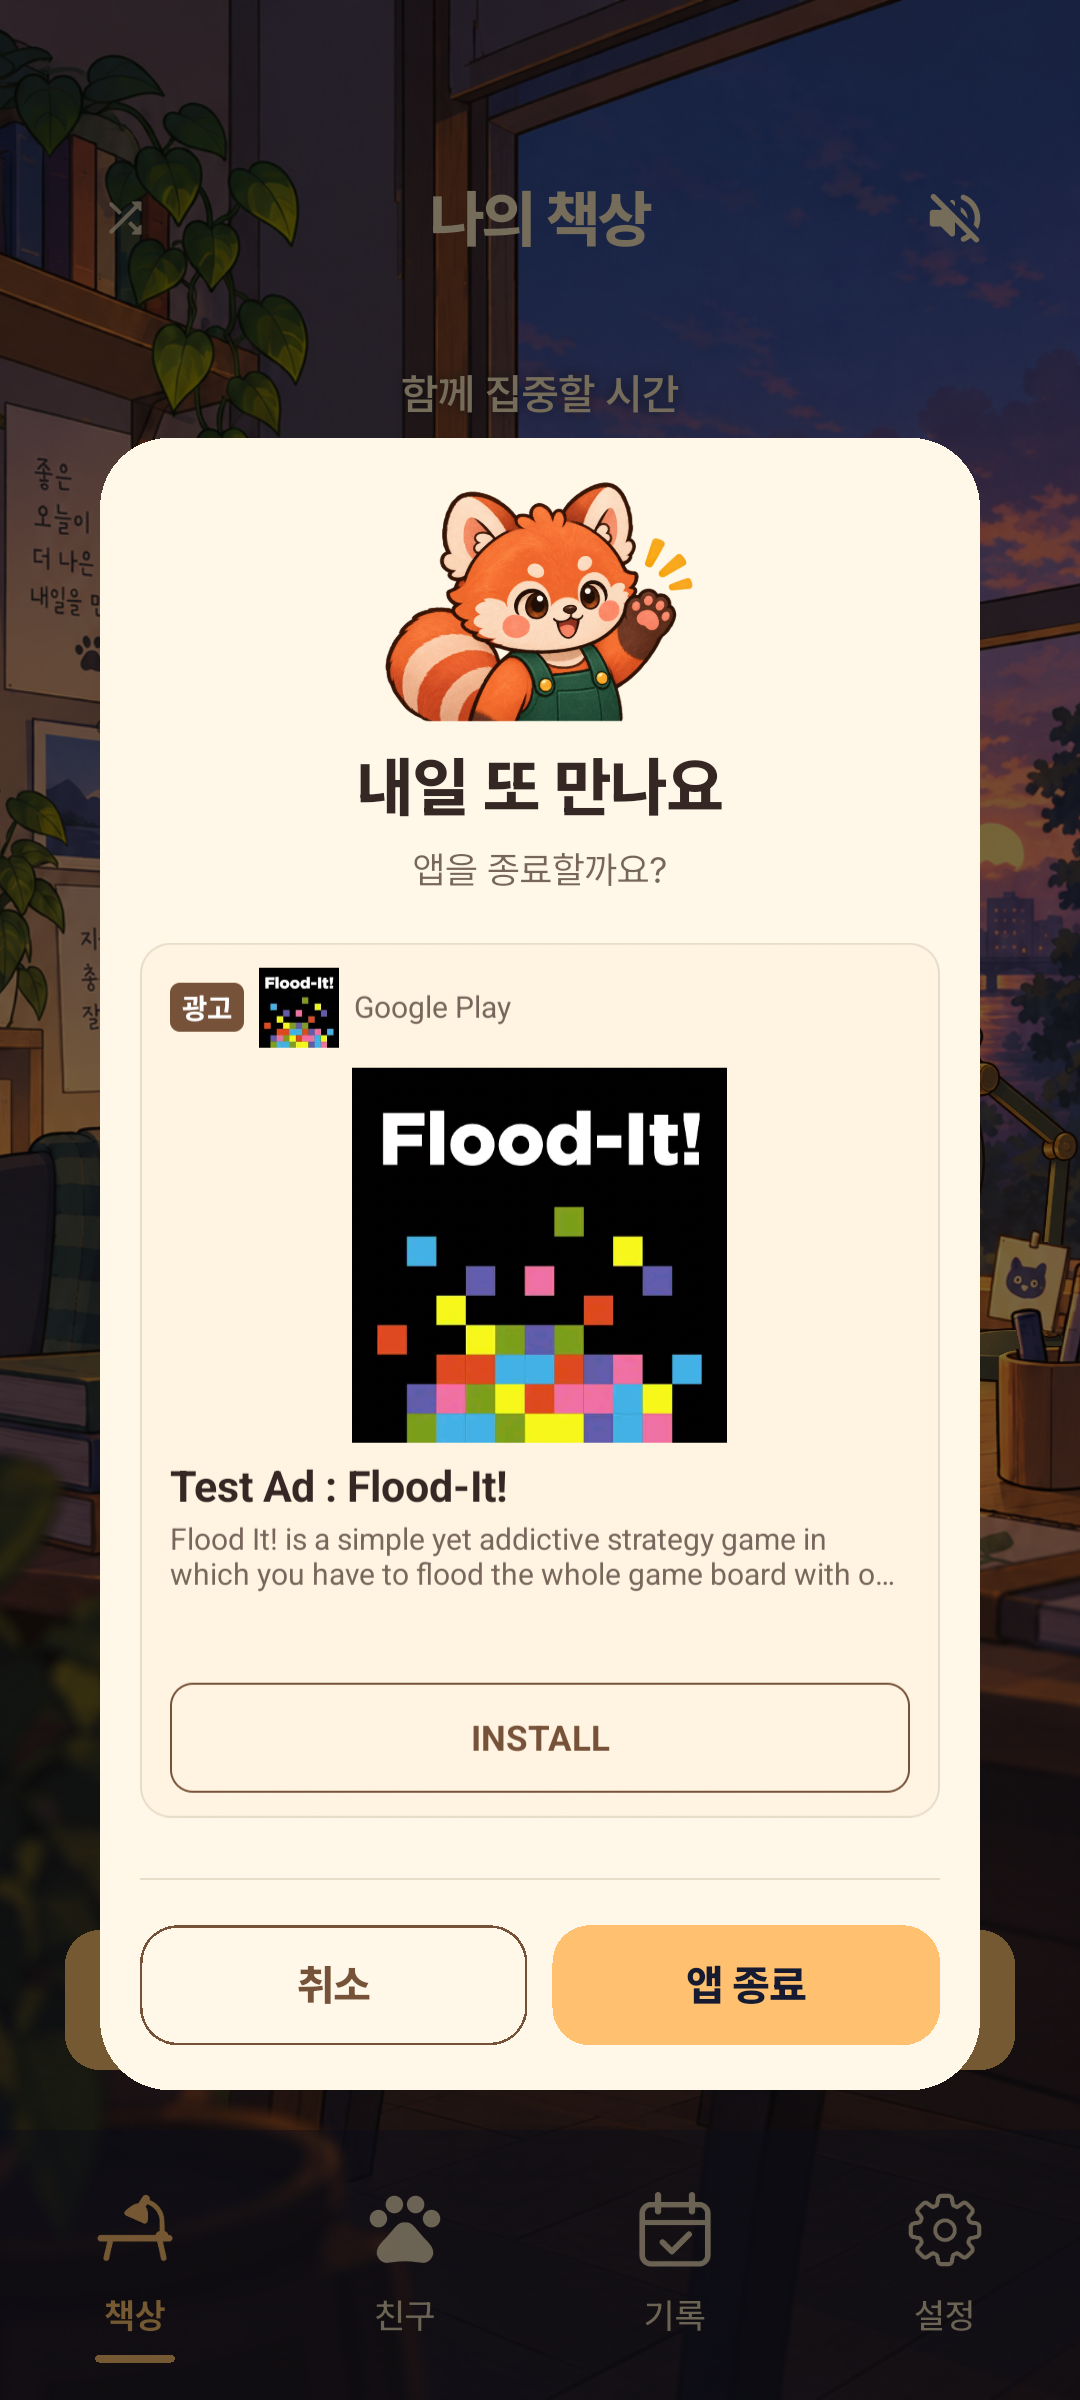 나의 책상
함께 집중할 시간
좋은
오늘이
더 나은
내일을
내일 또 만나요
앱을 종료할까요?
광고
Flood-It!
Google Play
Flood-It!
Test Ad : Flood-It!
Flood It! is a simple yet addictive strategy game in
which you have to flood the whole game board with o...
INSTALL
취소
앱 종료
책상
친구
기록
설정